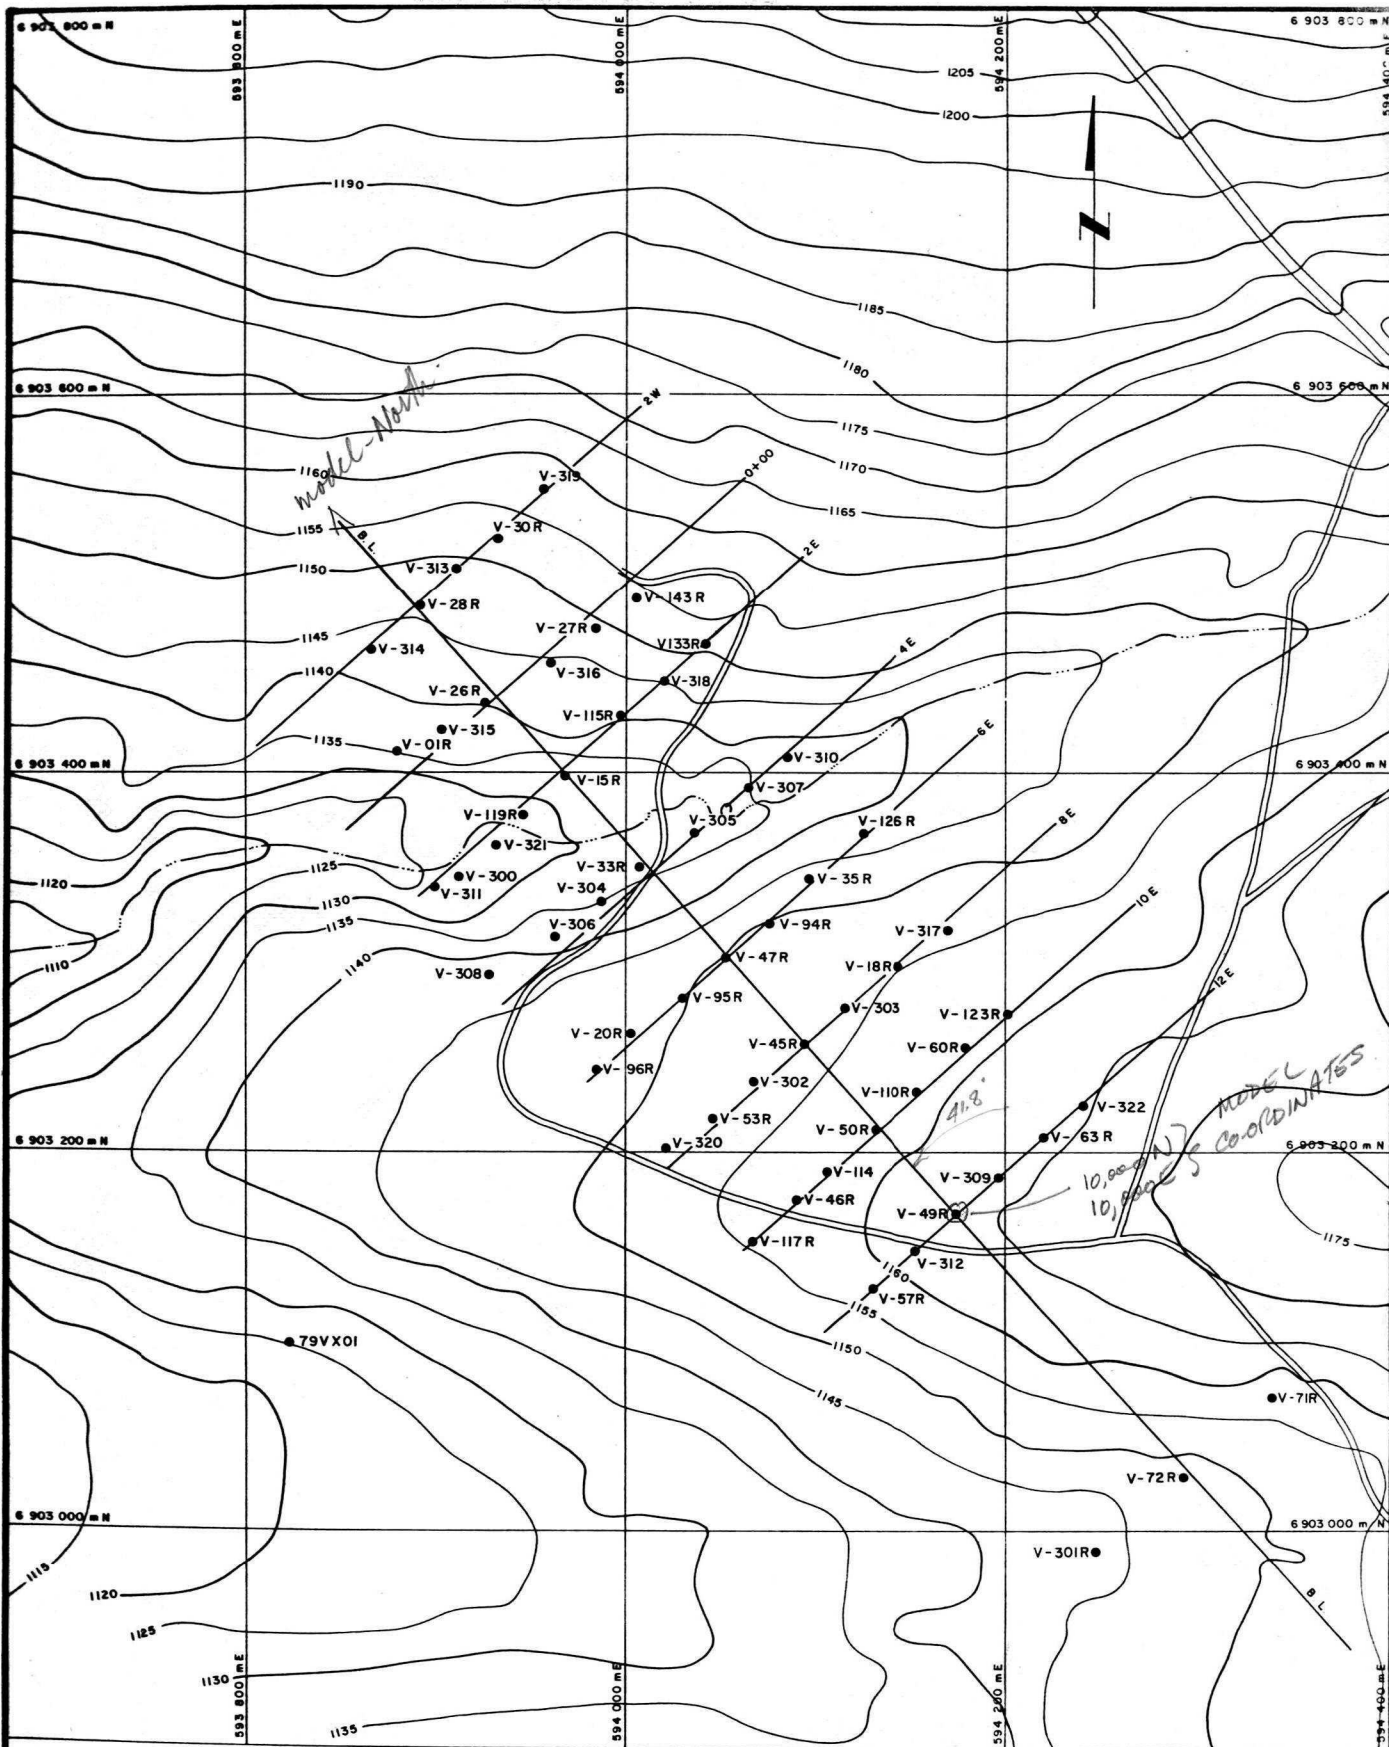 6 903 800 m N
593 800 m E
594 000 m E
594 200 m E
6 903 800 m N
1205
1200
1190
N
1185
1180
6 903 600 m N
6 903 600 m N
model-North
2W
1175
1170
1165
1160
V-319
0+00
1155
V-30R
B.L.
2E
1150
V-313
V-28R
V-143R
V-27R
1145
V133R
V-314
4E
V-316
1140
V-318
V-26R
V-115R
6E
V-315
1135
V-01R
V-310
6 903 400 m N
6 903 400 m N
V-15R
V-307
V-119R
8E
V-305
V-126R
V-321
1125
V-33R
1120
V-300
V-35R
V-311
V-304
10E
1130
1135
V-94R
V-306
V-317
V-47R
1140
1110
V-308
V-18R
12E
V-95R
V-303
V-123R
V-20R
V-45R
V-60R
V-96R
V-302
V-110R
41.8°
V-322
MODEL
CO-ORDINATES
V-53R
V-50R
V-63R
6 903 200 m N
6 903 200 m N
V-320
V-114
V-309
10,000 N
10,000 E
V-46R
V-49R
V-117R
V-312
1175
1160
V-57R
1155
79VX01
1150
1145
V-71R
V-72R
6 903 000 m N
6 903 000 m N
V-301R
1115
1120
B L
1125
1130
1135
593 800 m E
594 000 m E
594 200 m E
594 400 m E